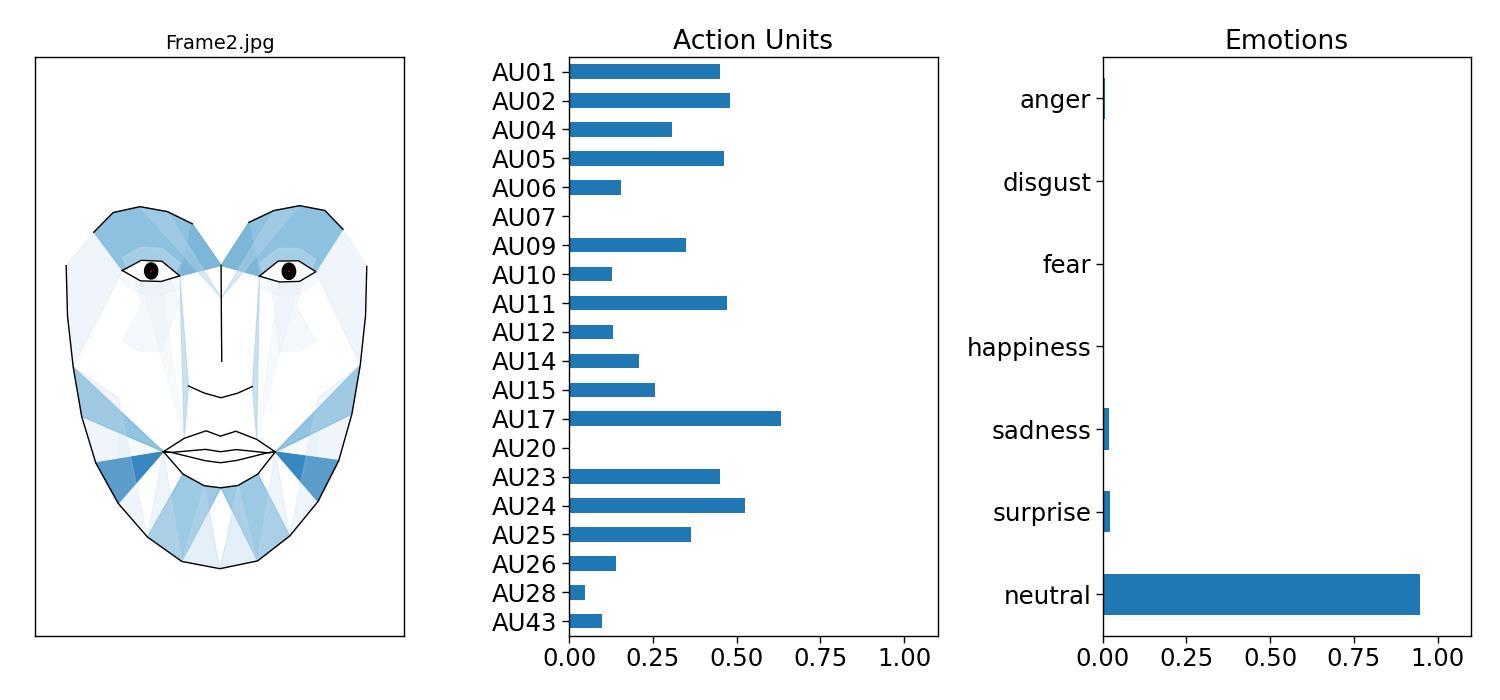 Frame2.jpg
Action Units
AU01
AU02
AU04
AU05
AU06
AU07
AU09
AU10
AU11
AU12
AU14
AU15
AU17
AU20
AU23
AU24
AU25
AU26
AU28
AU43
0.00 0.25 0.50 0.75 1.00
Emotions
anger
disgust
fear
happiness
sadness
surprise
neutral
0.00 0.25 0.50 0.75 1.00